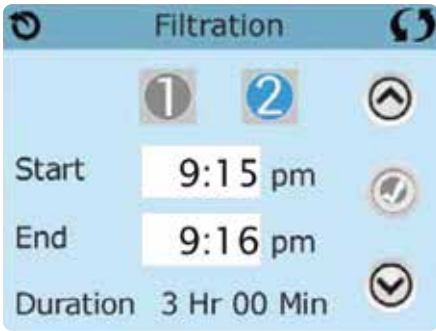 Filtration
1 2
Start 9:15 pm
End 9:16 pm
Duration 3 Hr 00 Min